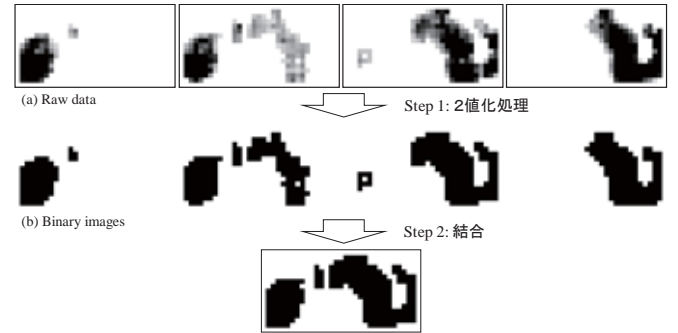 (a) Raw data
Step 1: 2値化処理
(b) Binary images
Step 2: 結合